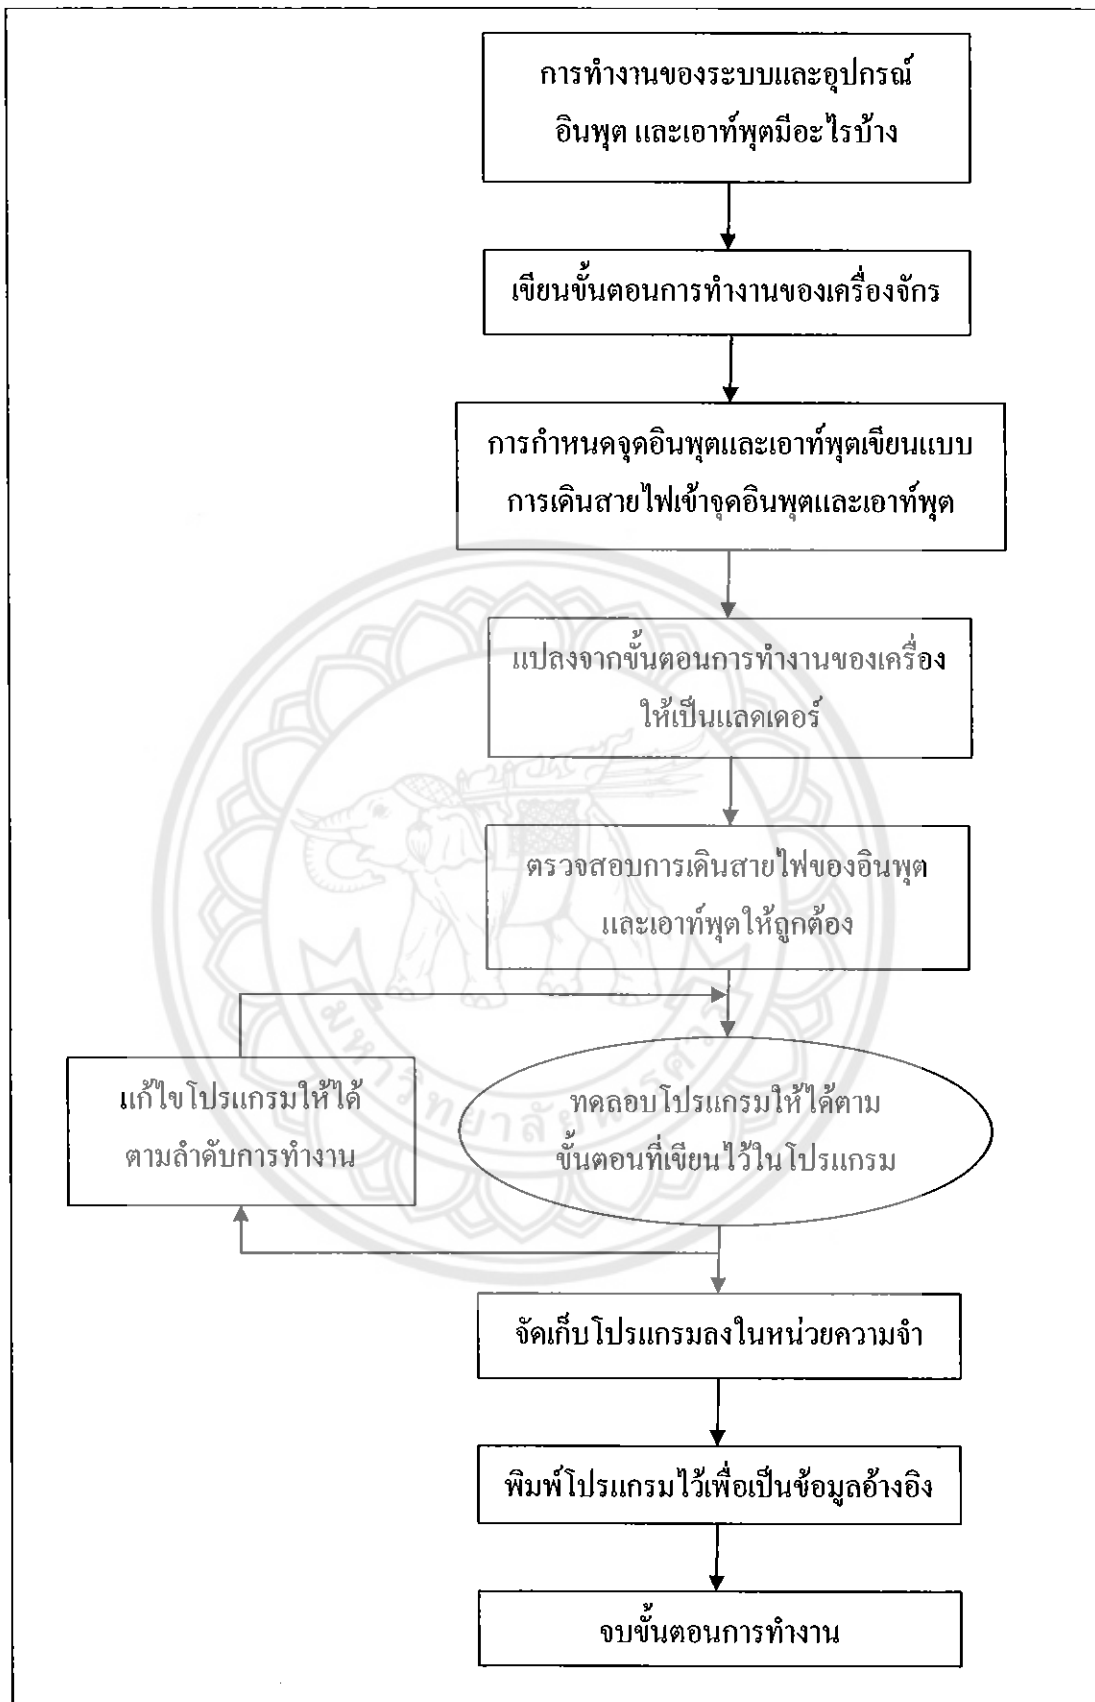 การทำงานของระบบและอุปกรณ์
อินพุต และเอาท์พุตมีอะไรบ้าง
เขียนขั้นตอนการทำงานของเครื่องจักร
การกำหนดจุดอินพุตและเอาท์พุตเขียนแบบ
การเดินสายไฟเข้าจุดอินพุตและเอาท์พุต
แปลงจากขั้นตอนการทำงานของเครื่อง
ให้เป็นแลดเดอร์
ตรวจสอบการเดินสายไฟของอินพุต
และเอาท์พุตให้ถูกต้อง
แก้ไขโปรแกรมให้ได้
ตามลำดับการทำงาน
ทดลอบโปรแกรมให้ได้ตาม
ขั้นตอนที่เขียนไว้ในโปรแกรม
มหาวิทยาลัยนเรศวร
จัดเก็บโปรแกรมลงในหน่วยความจำ
พิมพ์โปรแกรมไว้เพื่อเป็นข้อมูลอ้างอิง
จบขั้นตอนการทำงาน